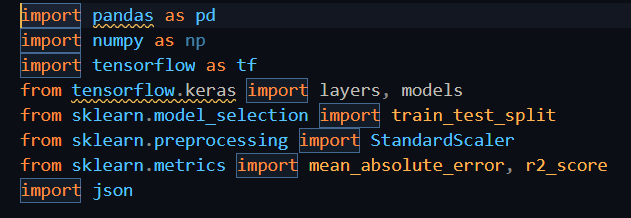 import pandas as pd
import numpy as np
import tensorflow as tf
from tensorflow.keras import layers, models
from sklearn.model_selection import train_test_split
from sklearn.preprocessing import StandardScaler
from sklearn.metrics import mean_absolute_error, r2_score
import json